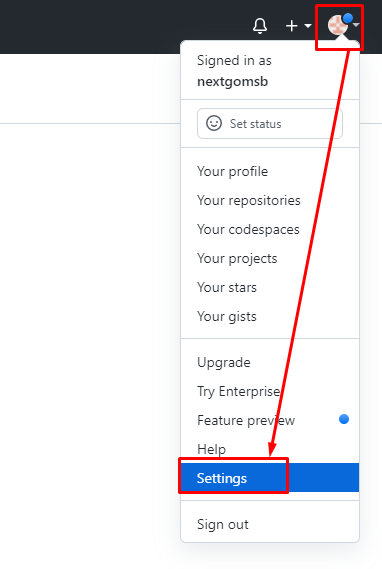 Signed in as
nextgomsb
Set status
Your profile
Your repositories
Your codespaces
Your projects
Your stars
Your gists
Upgrade
Try Enterprise
Feature preview
Help
Settings
Sign out